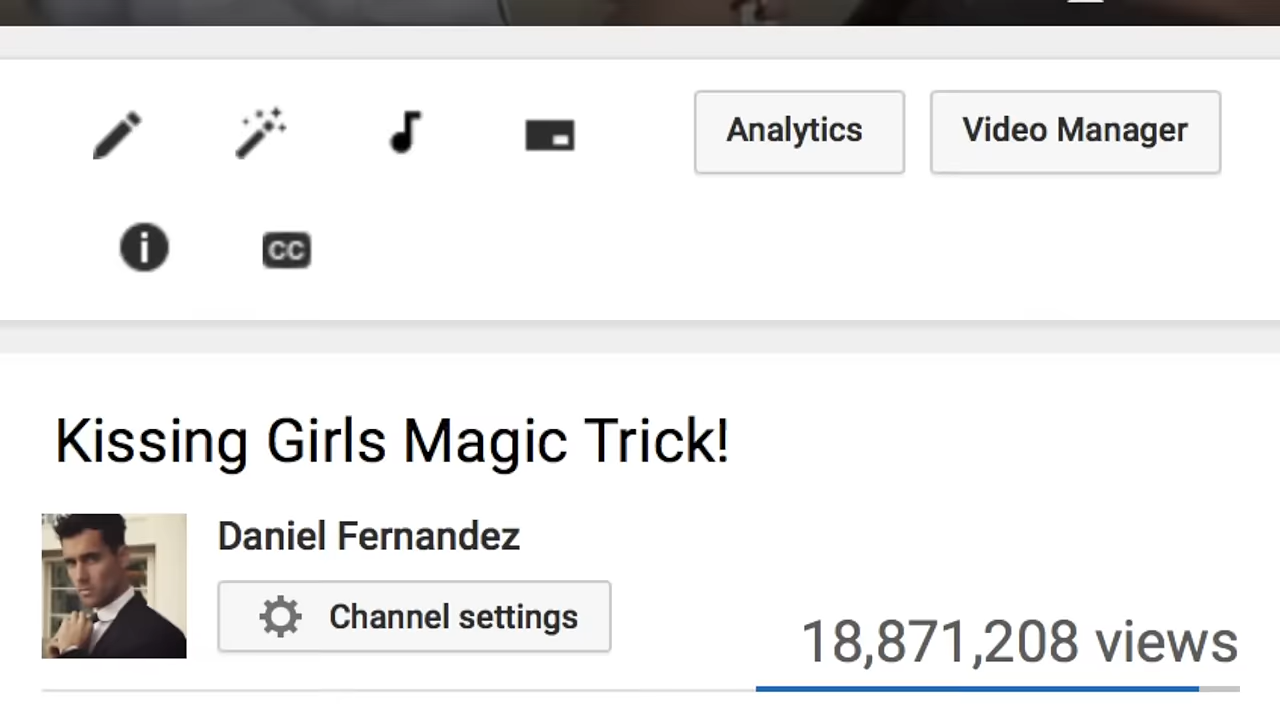 Analytics
Video Manager
i
CC
Kissing Girls Magic Trick!
Daniel Fernandez
Channel settings
18,871,208 views